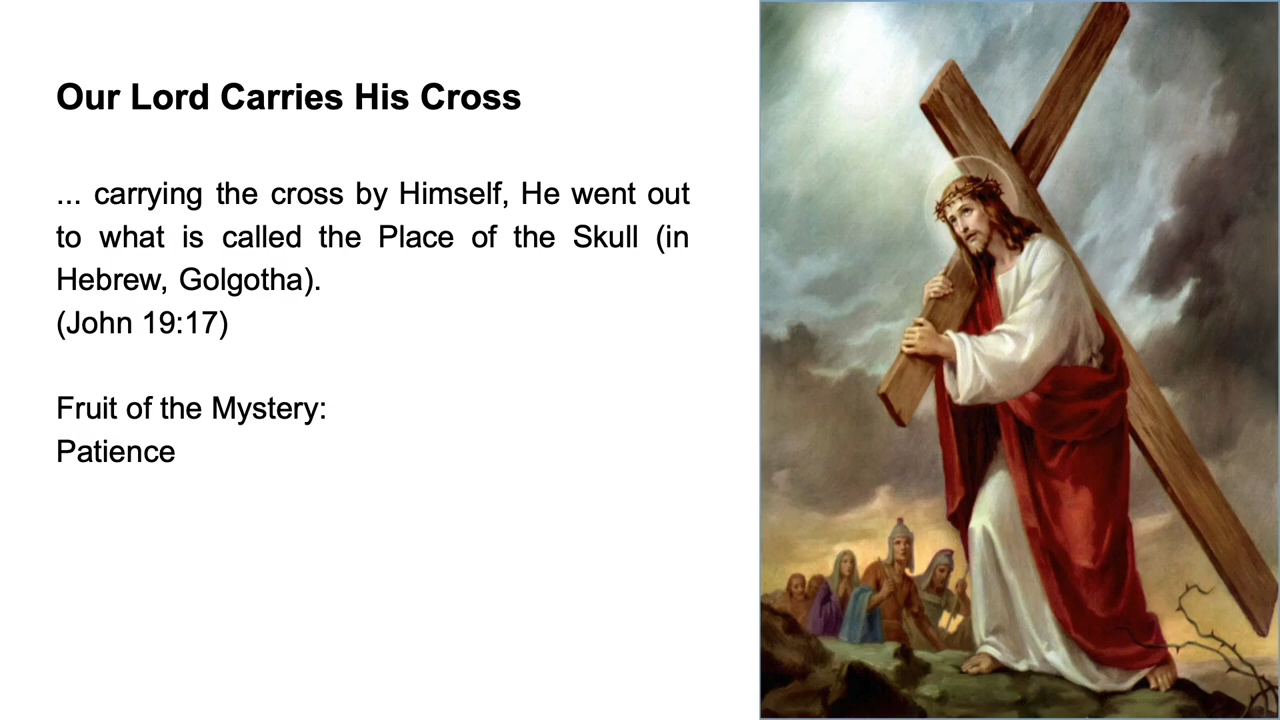 Our Lord Carries His Cross
... carrying the cross by Himself, He went out
to what is called the Place of the Skull (in
Hebrew, Golgotha).
(John 19:17)
Fruit of the Mystery:
Patience